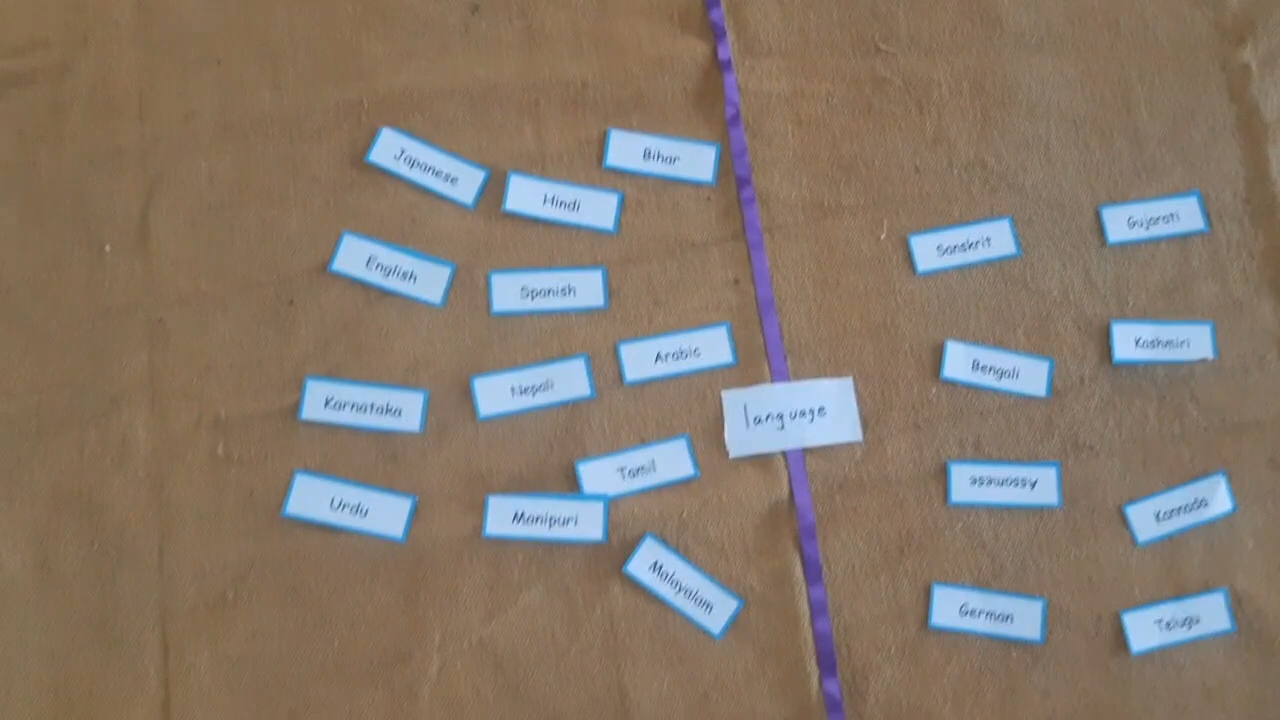 Japanese
Hindi
Bihar
English
Spanish
Arabic
Karnataka
Nepali
Urdu
Manipuri
Tamil
Malayalam
language
Sanskrit
Gujarati
Bengali
Kashmiri
Assamese
Kannada
German
Telugu